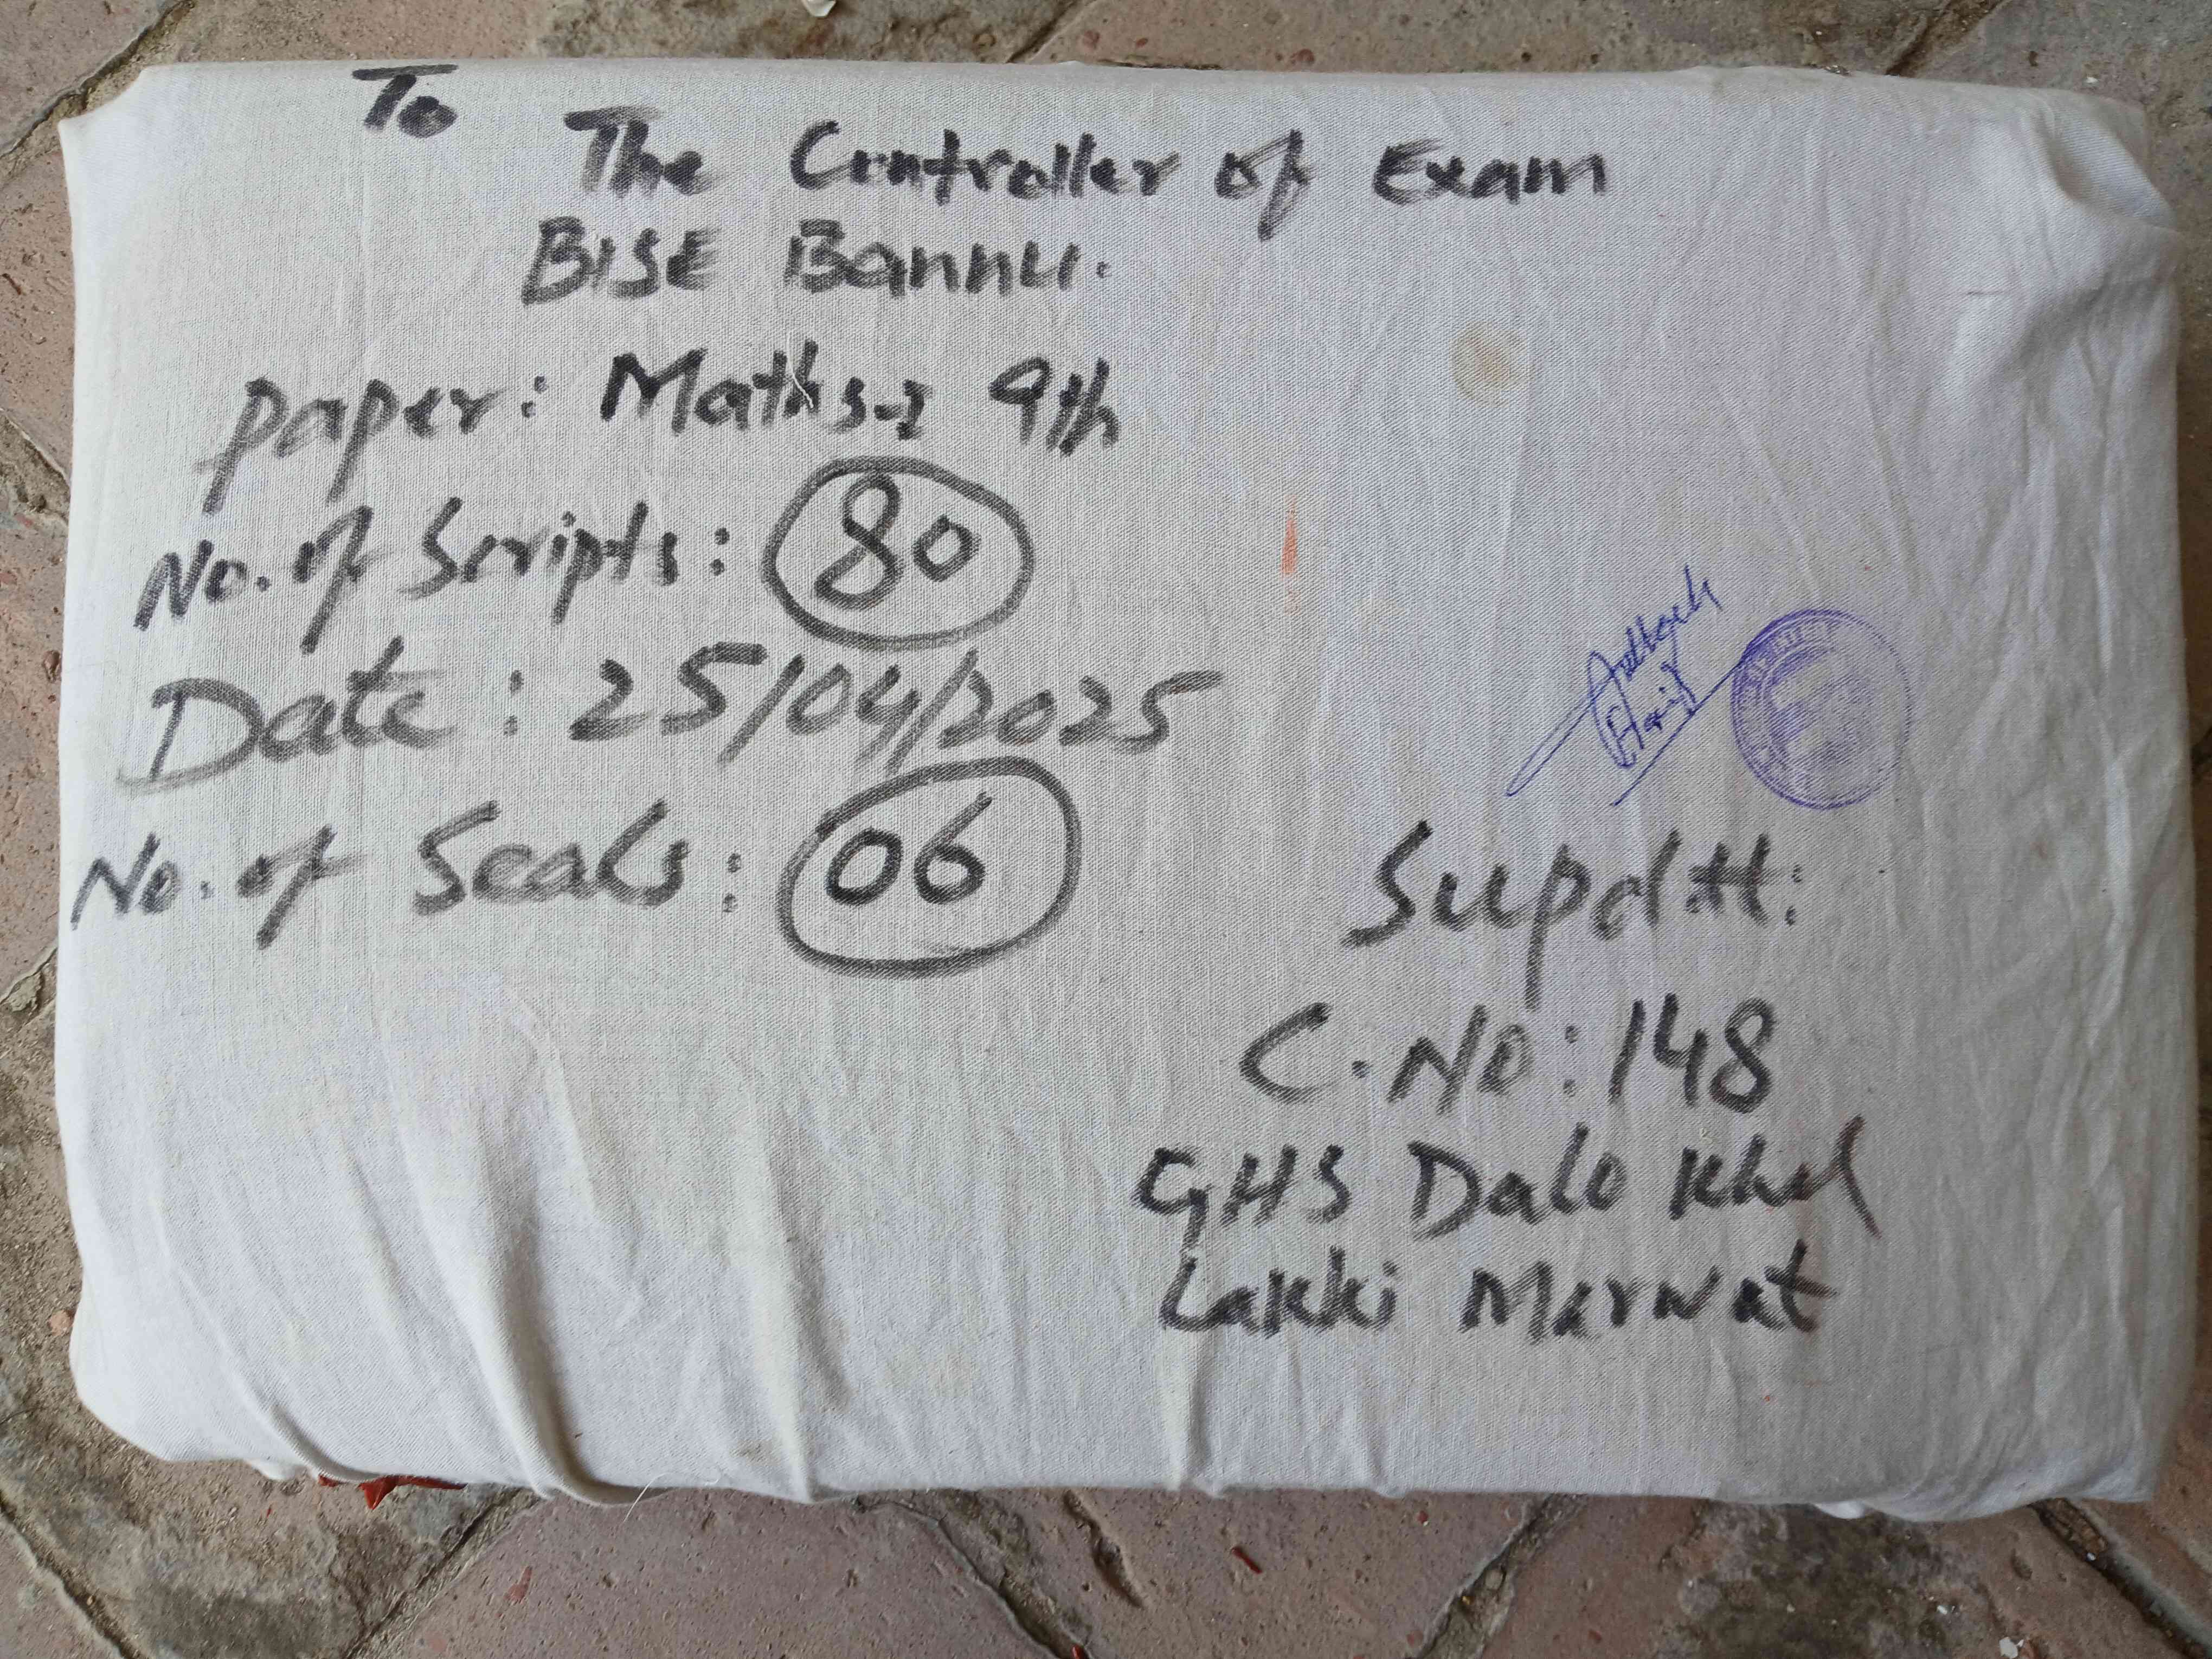 To
The Controller of Exam
BISE Bannu.
Paper: Maths-I 9th
No. of Scripts: 80
Date: 25/04/2025
No. of Seals: 06
Supdtt:
C.No: 148
GHS Dalo Khel
Lakki Marwat